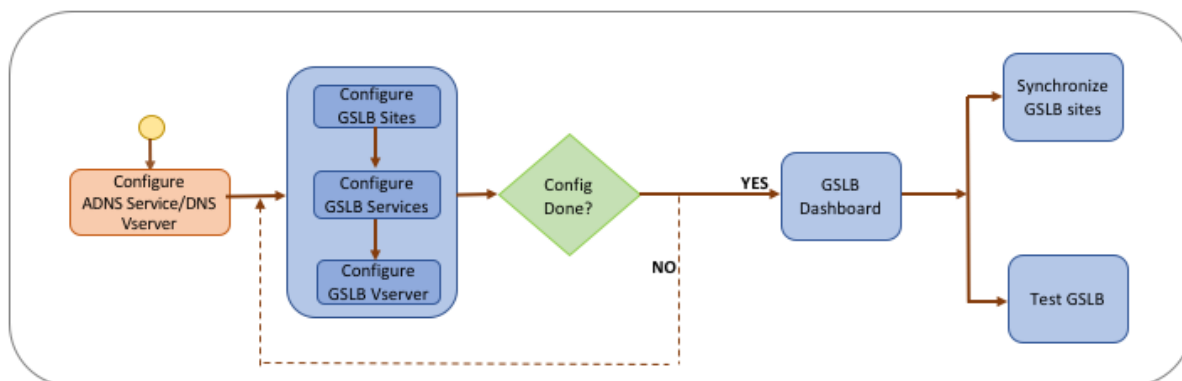 Configure
ADNS Service/DNS
Vserver
Configure
GSLB Sites
Configure
GSLB Services
Configure
GSLB Vserver
Config
Done?
YES
NO
GSLB
Dashboard
Synchronize
GSLB sites
Test GSLB